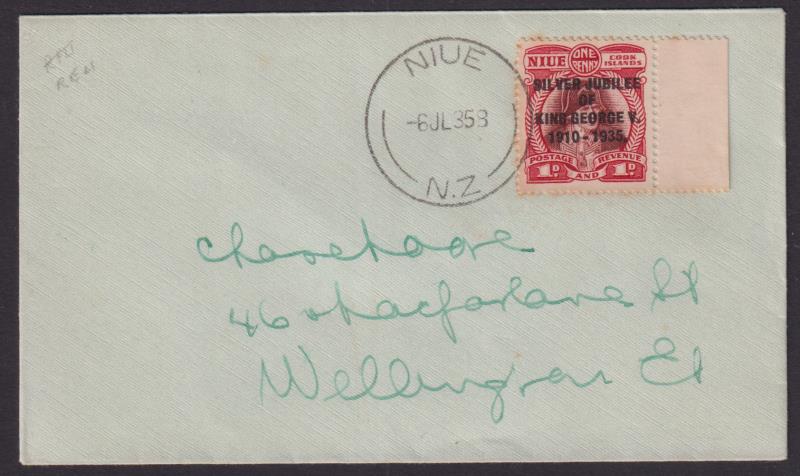 NIUE
-6JL35 8
N.Z
NIUE ONE PENNY COOK ISLANDS
SILVER JUBILEE
OF
KING GEORGE V.
1910-1935.
POSTAGE AND REVENUE
1D. 1D.
46 Macfarlane St
Wellington E1